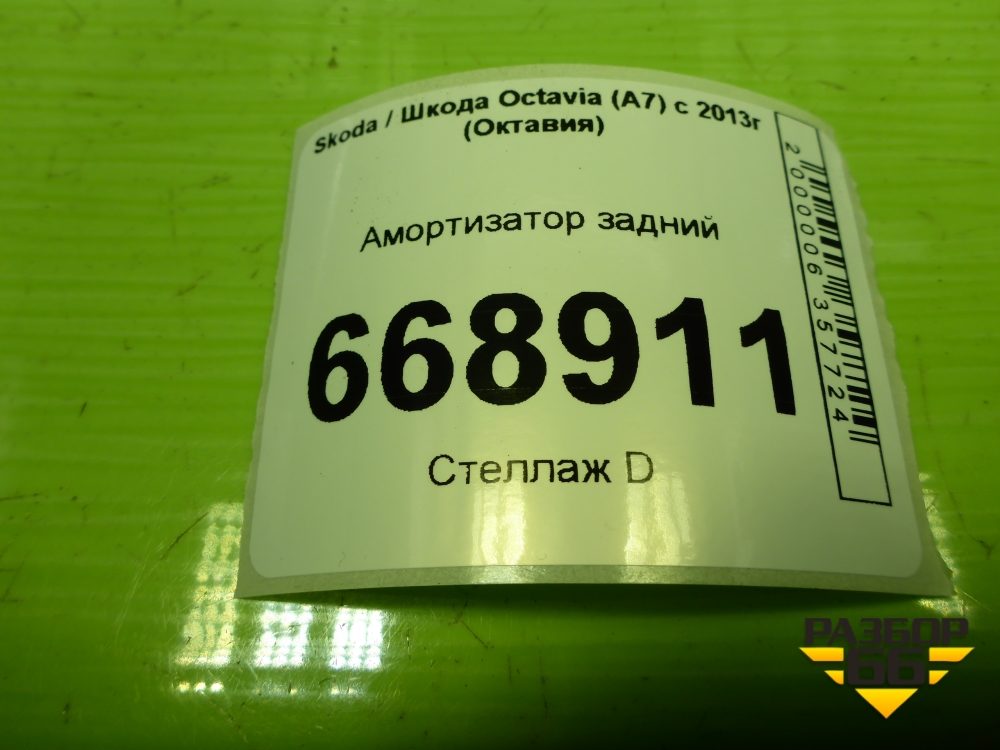 Skoda / Шкода Octavia (A7) с 2013г
(Октавия)
Амортизатор задний
668911
Стеллаж D
2000006357724
РАЗБОР
66